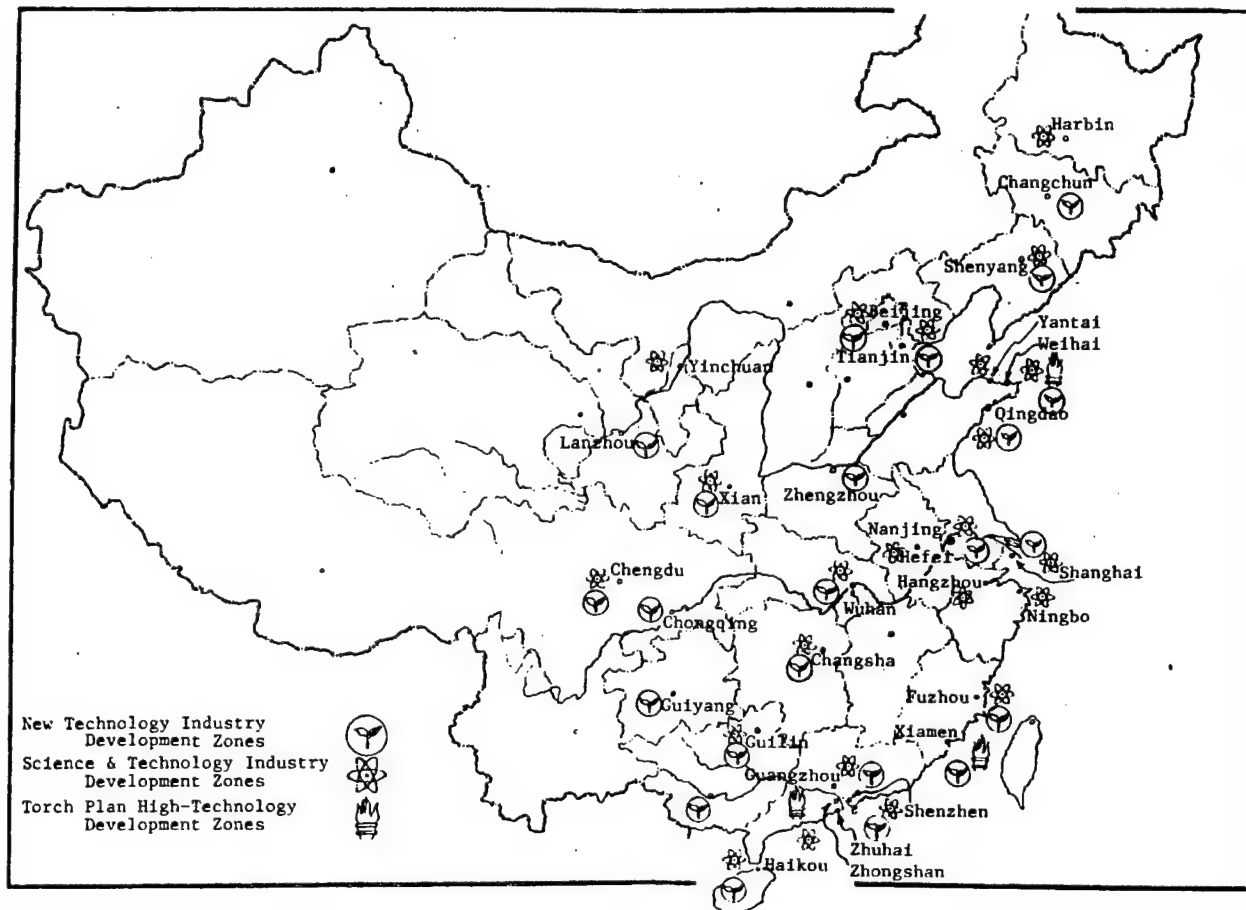 Harbin
Changchun
Shenyang
Beijing
Yantai
Weihai
Tianjin
Yinchuan
Qingdao
Lanzhou
Xian
Zhengzhou
Nanjing
Hefei
Shanghai
Chengdu
Hangzhou
Wuhan
Ningbo
Chongqing
Changsha
Fuzhou
Guiyang
Xiamen
Guilin
Guangzhou
Shenzhen
Zhuhai
Haikou
Zhongshan
New Technology Industry
Development Zones
Science & Technology Industry
Development Zones
Torch Plan High-Technology
Development Zones